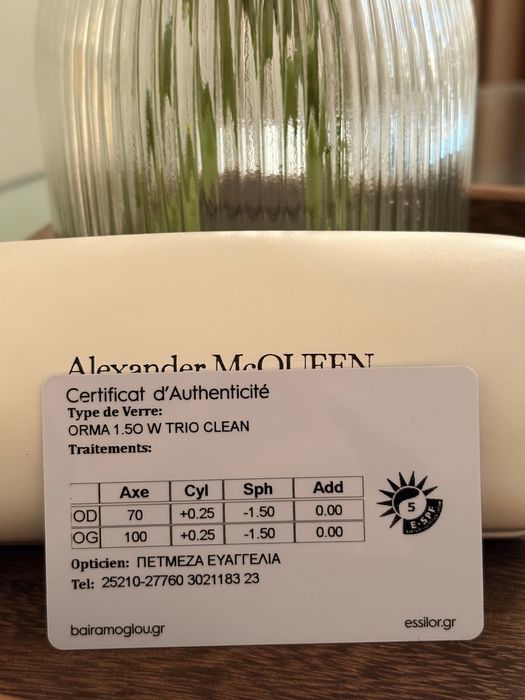 Alexander McQUEEN
Certificat d'Authenticité
Type de Verre:
ORMA 1.5O W TRIO CLEAN
Traitements:
Axe Cyl Sph Add
OD 70 +0.25 -1.50 0.00
OG 100 +0.25 -1.50 0.00
5
E-SPF
Opticien: ΠΕΤΜΕΖΑ ΕΥΑΓΓΕΛΙΑ
Tel: 25210-27760 3021183 23
bairamoglou.gr
essilor.gr